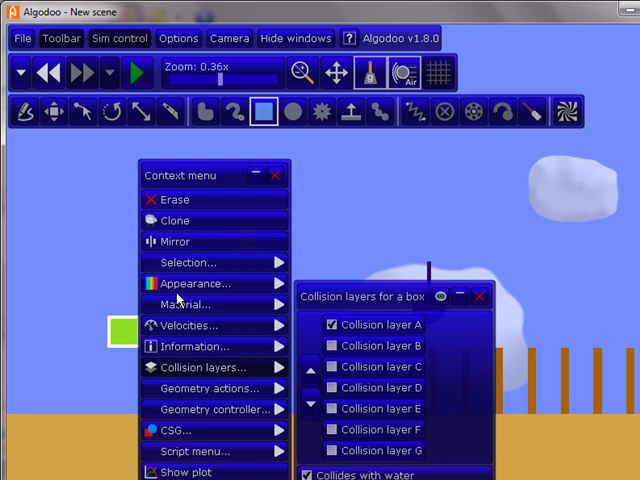 Algodoo - New scene
File Toolbar Sim control Options Camera Hide windows ? Algodoo v1.8.0
Zoom: 0.36x
g
Air
Context menu
Erase
Clone
Mirror
Selection...
Appearance...
Material...
Velocities...
Information...
Collision layers...
Geometry actions...
Geometry controller...
CSG...
Script menu...
Show plot
Collision layers for a box
Collision layer A
Collision layer B
Collision layer C
Collision layer D
Collision layer E
Collision layer F
Collision layer G
Collides with water